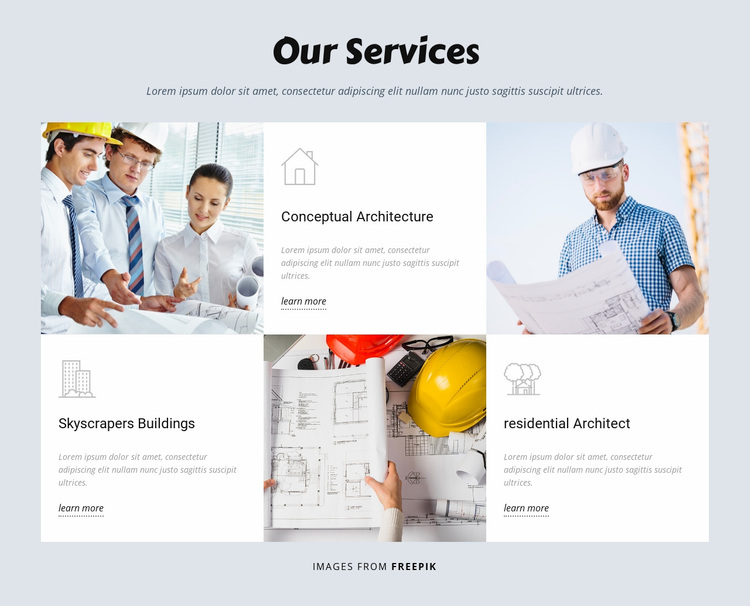 Our Services
Lorem ipsum dolor sit amet, consectetur adipiscing elit nullam nunc justo sagittis suscipit ultrices.
Conceptual Architecture
Lorem ipsum dolor sit amet, consectetur
adipiscing elit nullam nunc justo sagittis suscipit
ultrices.
learn more
Skyscrapers Buildings
Lorem ipsum dolor sit amet, consectetur
adipiscing elit nullam nunc justo sagittis suscipit
ultrices.
learn more
residential Architect
Lorem ipsum dolor sit amet, consectetur
adipiscing elit nullam nunc justo sagittis suscipit
ultrices.
learn more
IMAGES FROM FREEPIK